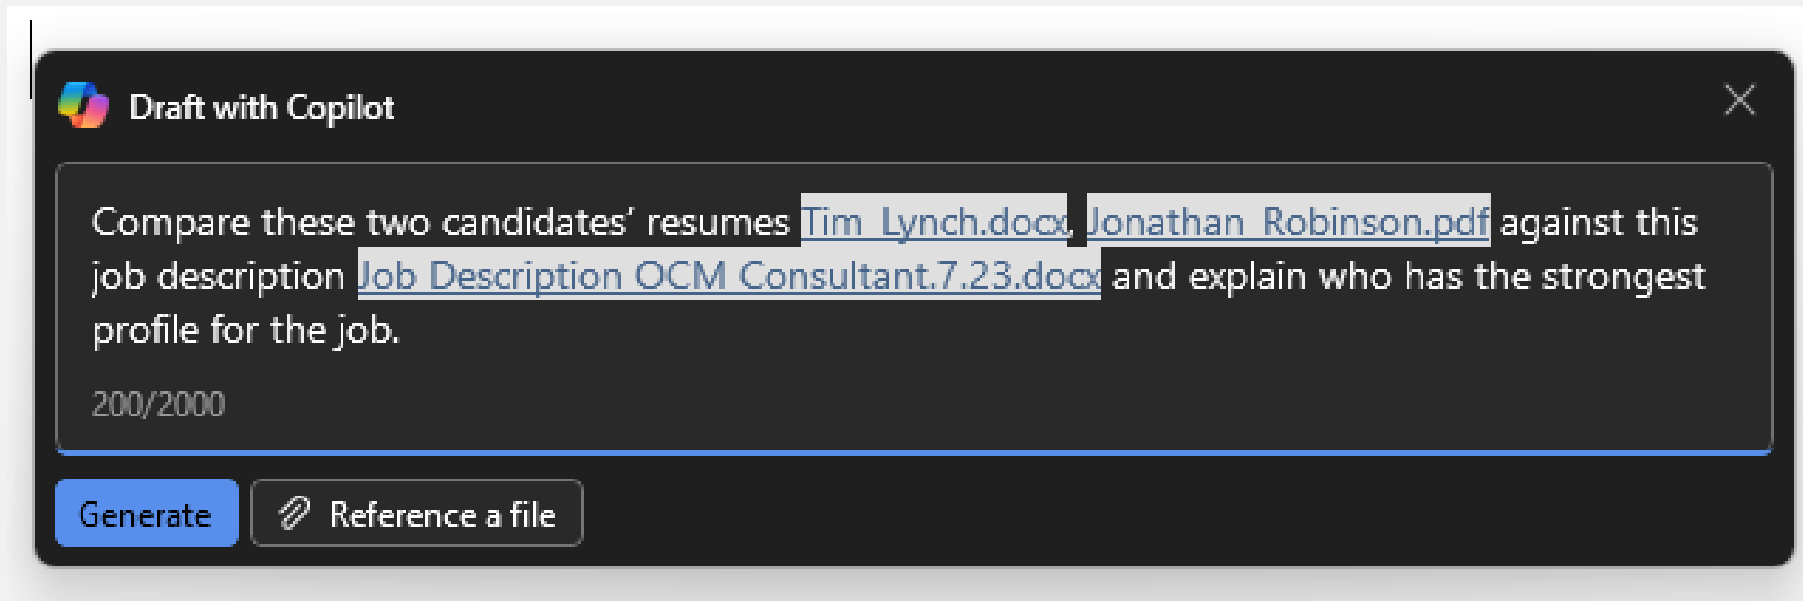 Draft with Copilot
Compare these two candidates’ resumes Tim_Lynch.docx, Jonathan_Robinson.pdf against this
job description Job Description OCM Consultant.7.23.docx and explain who has the strongest
profile for the job.
200/2000
Generate
Reference a file